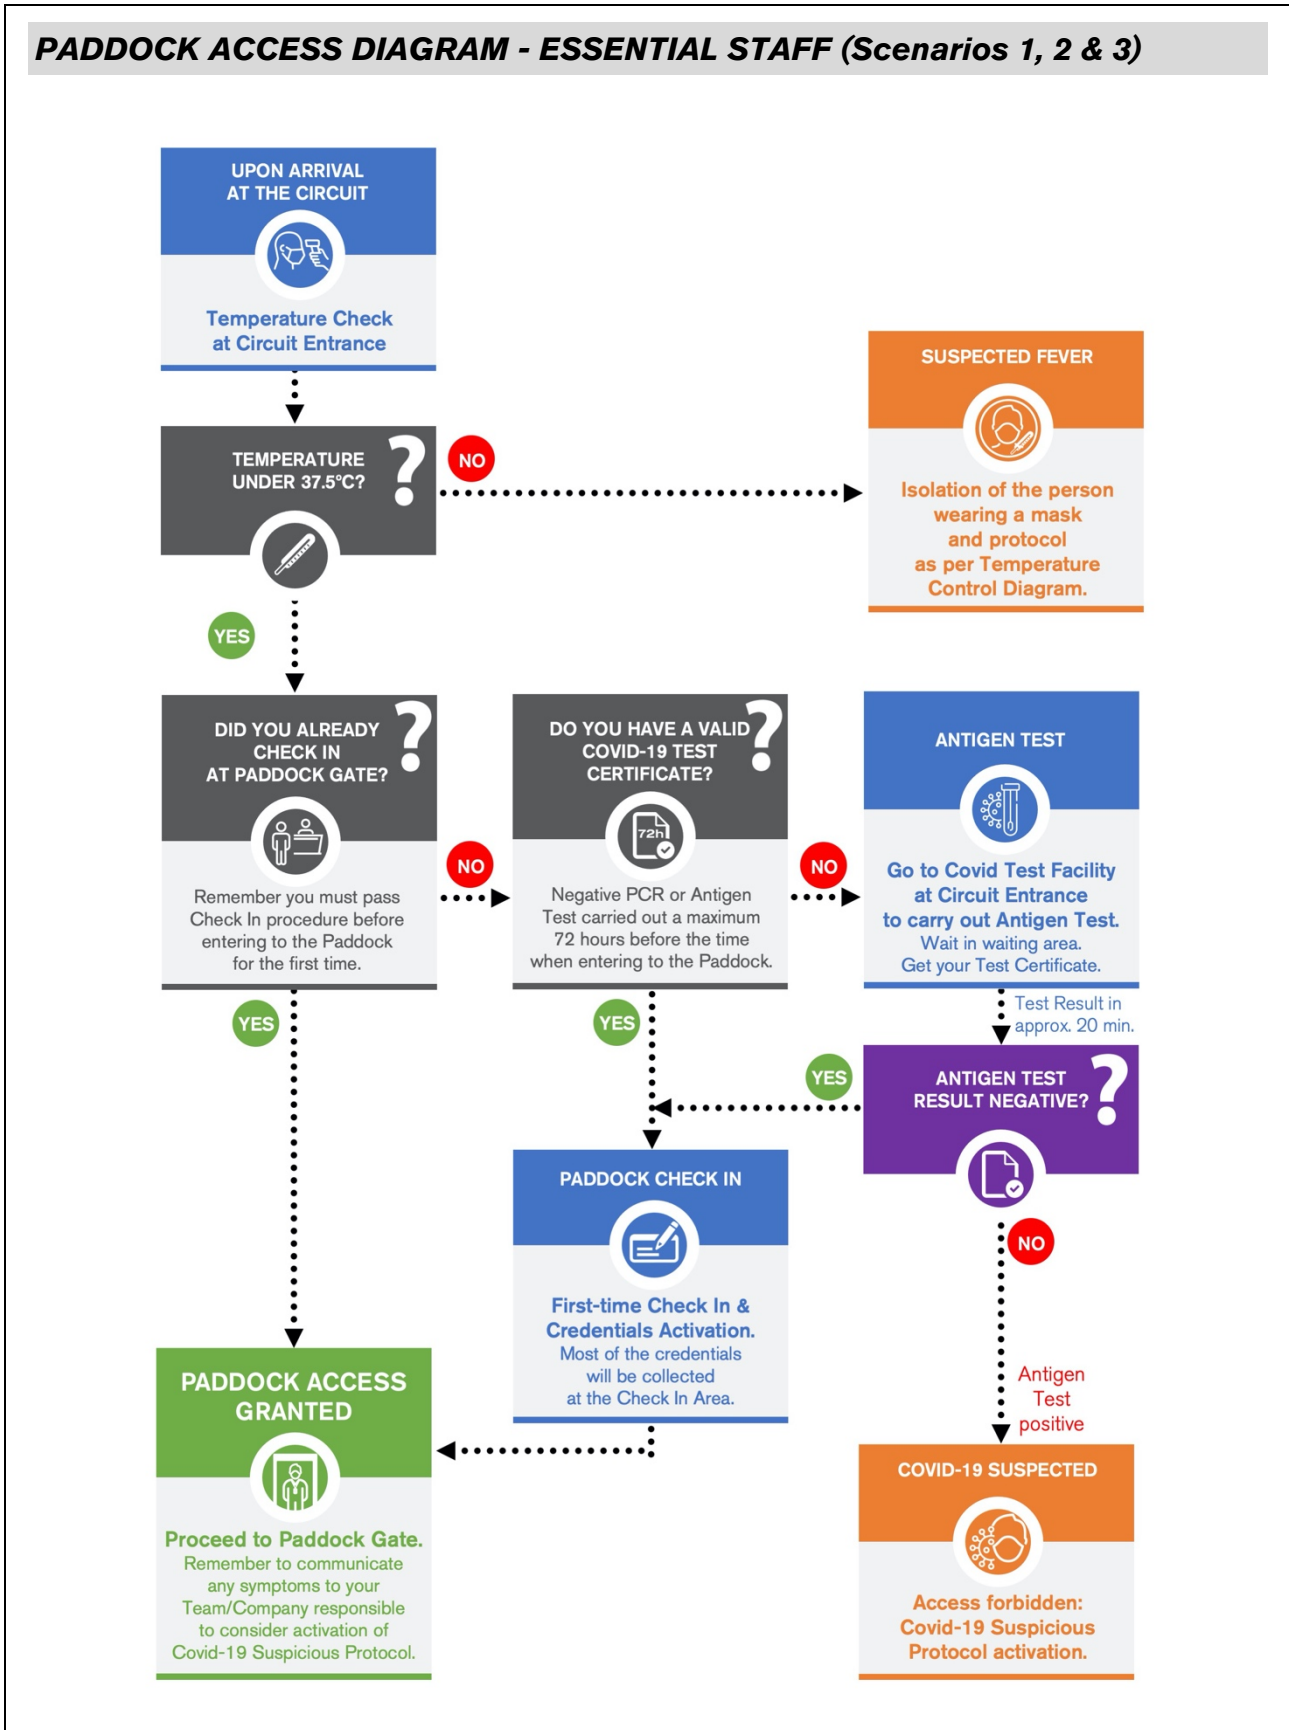 PADDOCK ACCESS DIAGRAM - ESSENTIAL STAFF (Scenarios 1, 2 & 3)
UPON ARRIVAL
AT THE CIRCUIT
Temperature Check
at Circuit Entrance
TEMPERATURE
UNDER 37.5°C?
?
NO
SUSPECTED FEVER
Isolation of the person
wearing a mask
and protocol
as per Temperature
Control Diagram.
YES
DID YOU ALREADY
CHECK IN
AT PADDOCK GATE?
?
Remember you must pass
Check In procedure before
entering to the Paddock
for the first time.
NO
DO YOU HAVE A VALID
COVID-19 TEST
CERTIFICATE?
?
72h
Negative PCR or Antigen
Test carried out a maximum
72 hours before the time
when entering to the Paddock.
NO
ANTIGEN TEST
Go to Covid Test Facility
at Circuit Entrance
to carry out Antigen Test.
Wait in waiting area.
Get your Test Certificate.
YES
YES
Test Result in
approx. 20 min.
YES
ANTIGEN TEST
RESULT NEGATIVE?
?
PADDOCK CHECK IN
First-time Check In &
Credentials Activation.
Most of the credentials
will be collected
at the Check In Area.
NO
Antigen
Test
positive
PADDOCK ACCESS
GRANTED
Proceed to Paddock Gate.
Remember to communicate
any symptoms to your
Team/Company responsible
to consider activation of
Covid-19 Suspicious Protocol.
COVID-19 SUSPECTED
Access forbidden:
Covid-19 Suspicious
Protocol activation.